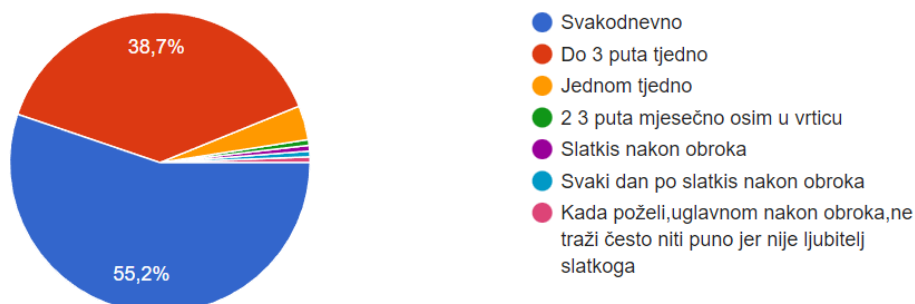 38,7%
55,2%
Svakodnevno
Do 3 puta tjedno
Jednom tjedno
2 3 puta mjesečno osim u vrticu
Slatkis nakon obroka
Svaki dan po slatkis nakon obroka
Kada poželi,uglavnom nakon obroka,ne
traži često niti puno jer nije ljubitelj
slatkoga